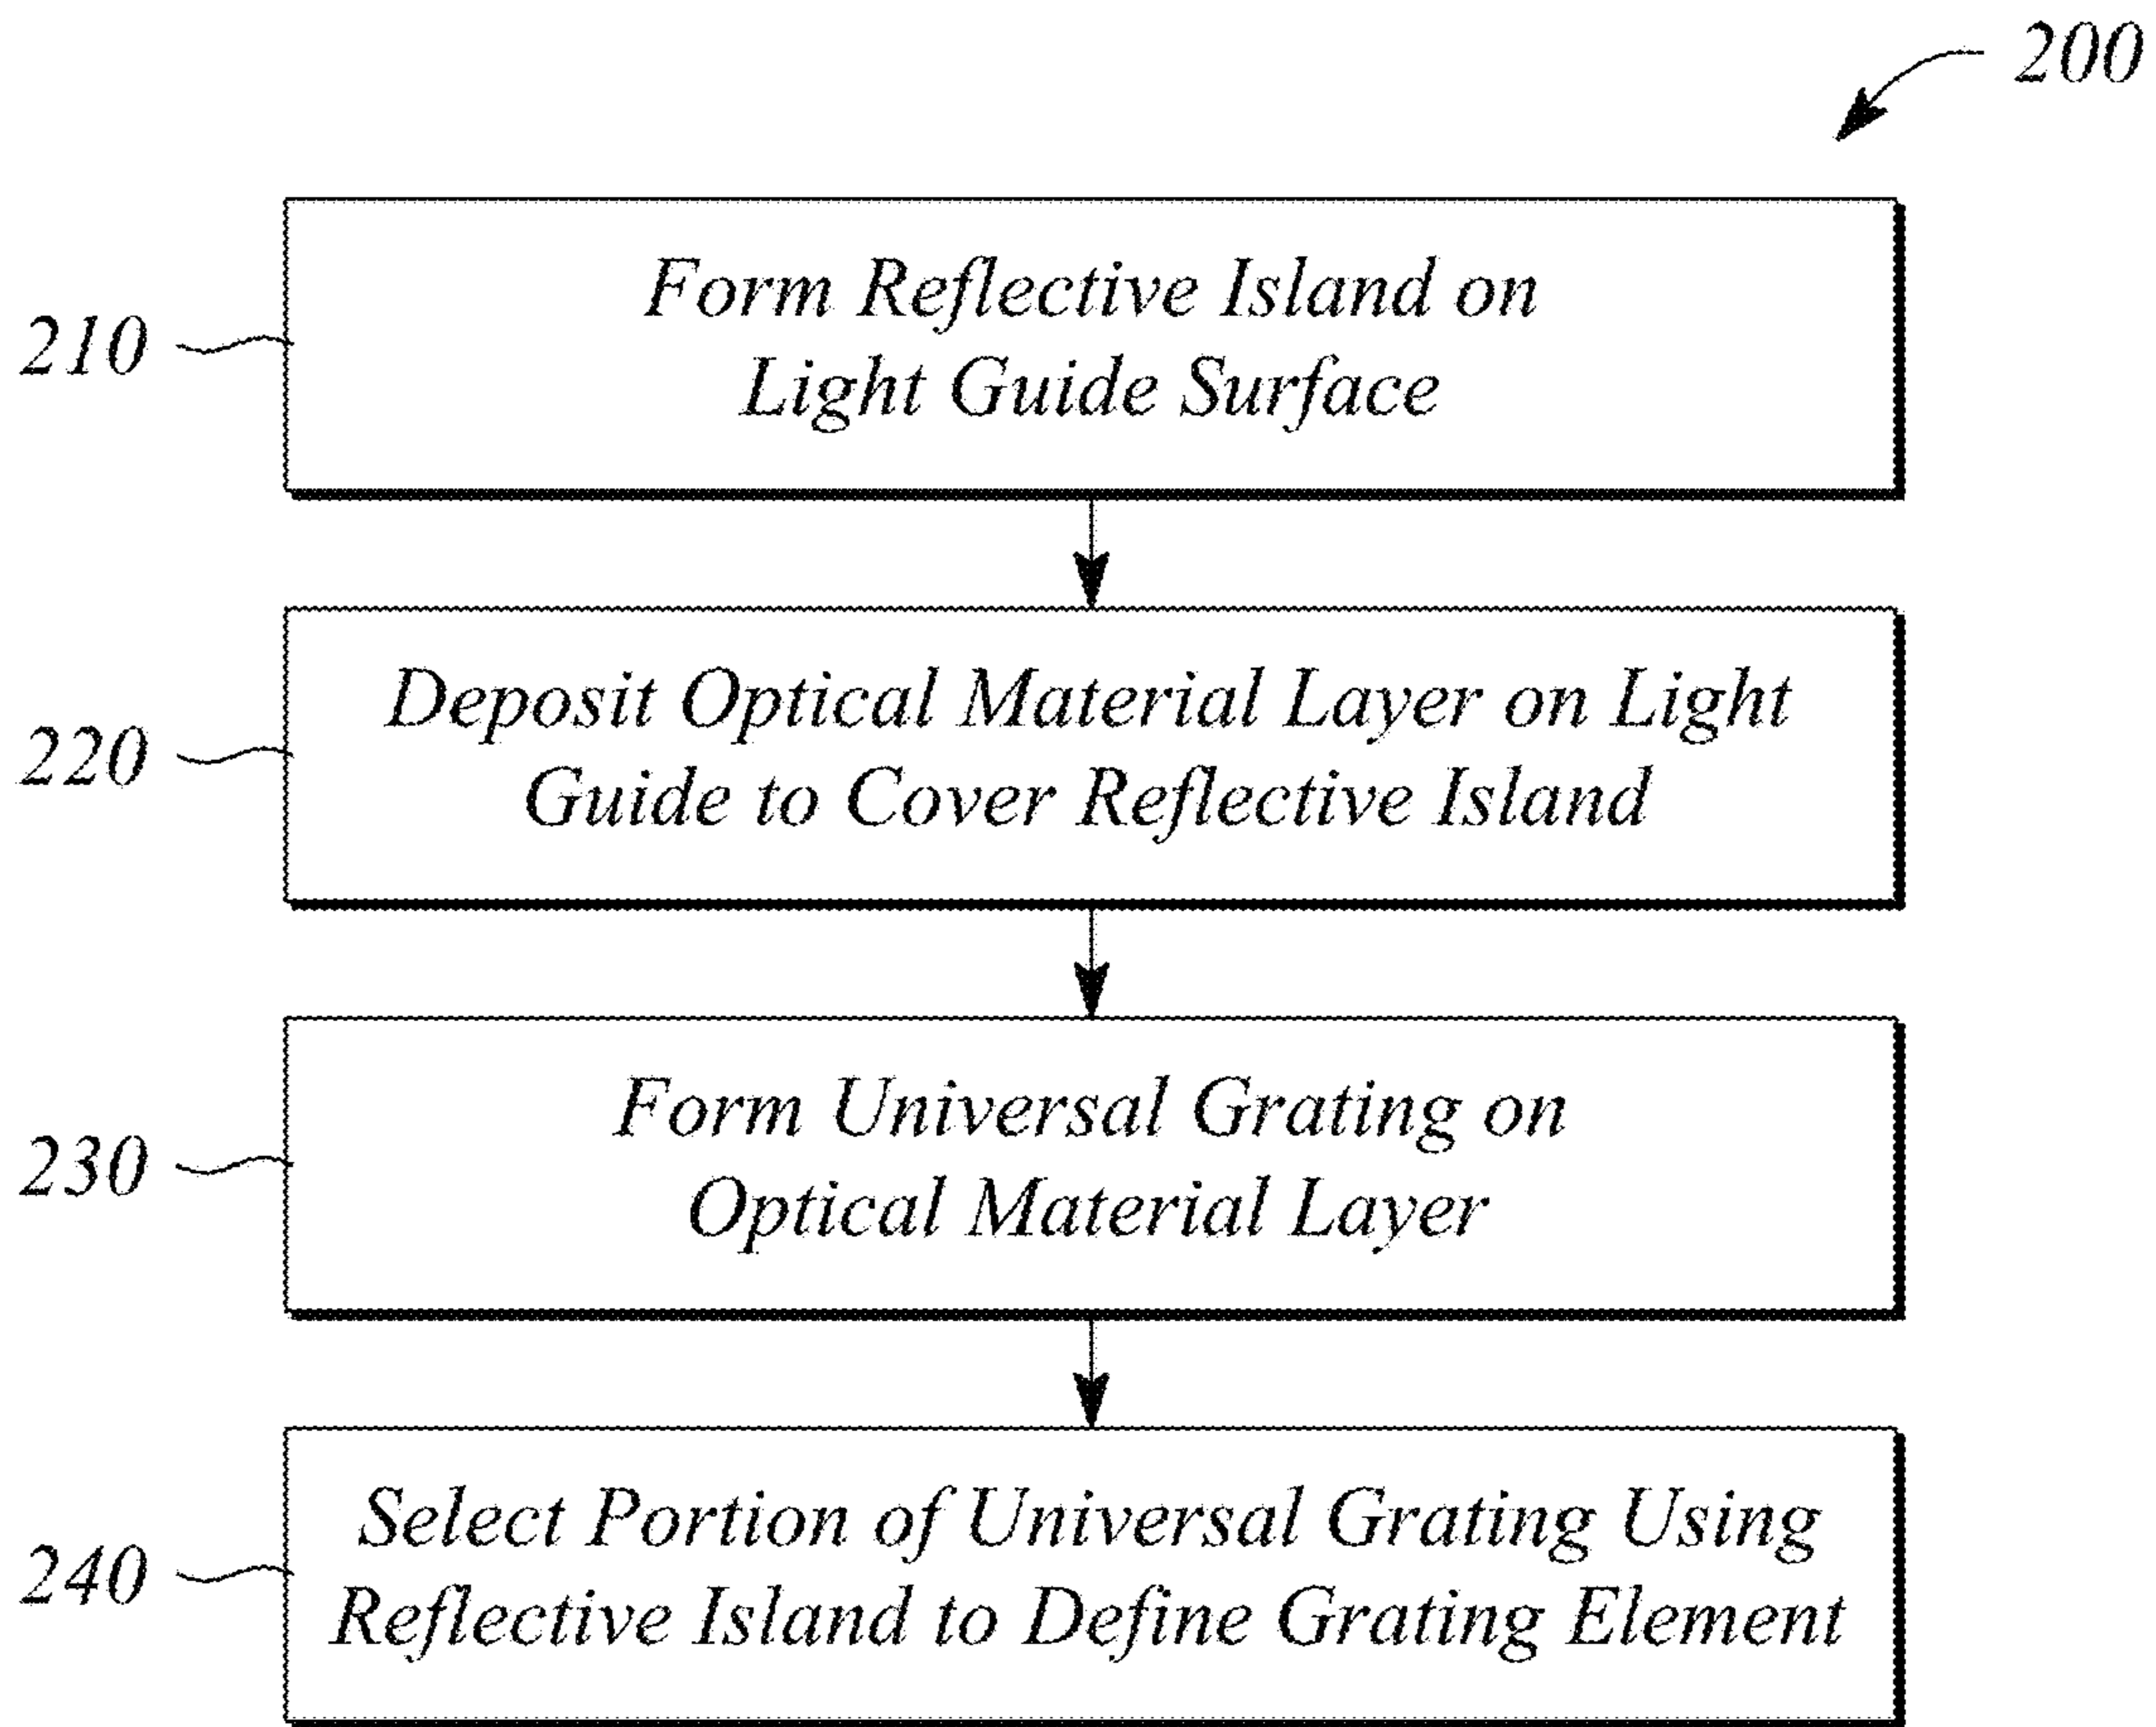 200
210
Form Reflective Island on
Light Guide Surface
220
Deposit Optical Material Layer on Light
Guide to Cover Reflective Island
230
Form Universal Grating on
Optical Material Layer
240
Select Portion of Universal Grating Using
Reflective Island to Define Grating Element